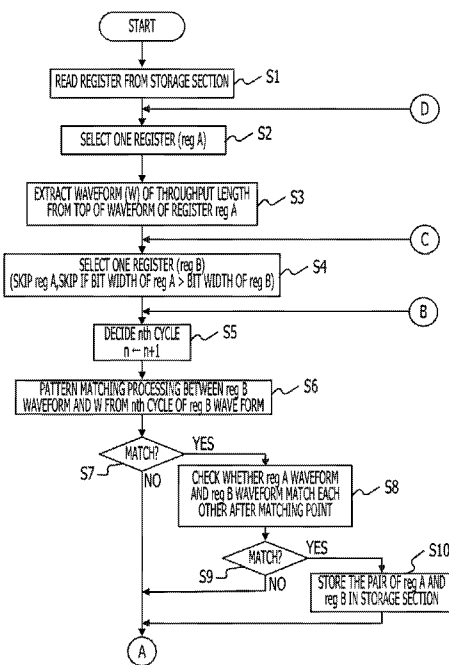 START
READ REGISTER FROM STORAGE SECTION
S1
D
SELECT ONE REGISTER (reg A)
S2
EXTRACT WAVEFORM (W) OF THROUGHPUT LENGTH
FROM TOP OF WAVEFORM OF REGISTER reg A
S3
C
SELECT ONE REGISTER (reg B)
(SKIP reg A,SKIP IF BIT WIDTH OF reg A > BIT WIDTH OF reg B)
S4
B
DECIDE nth CYCLE
n ← n+1
S5
PATTERN MATCHING PROCESSING BETWEEN reg B
WAVEFORM AND W FROM nth CYCLE OF reg B WAVE FORM
S6
MATCH?
YES
S7
NO
CHECK WHETHER reg A WAVEFORM
AND reg B WAVEFORM MATCH EACH
OTHER AFTER MATCHING POINT
S8
MATCH?
YES
S9
NO
S10
STORE THE PAIR OF reg A AND
reg B IN STORAGE SECTION
A